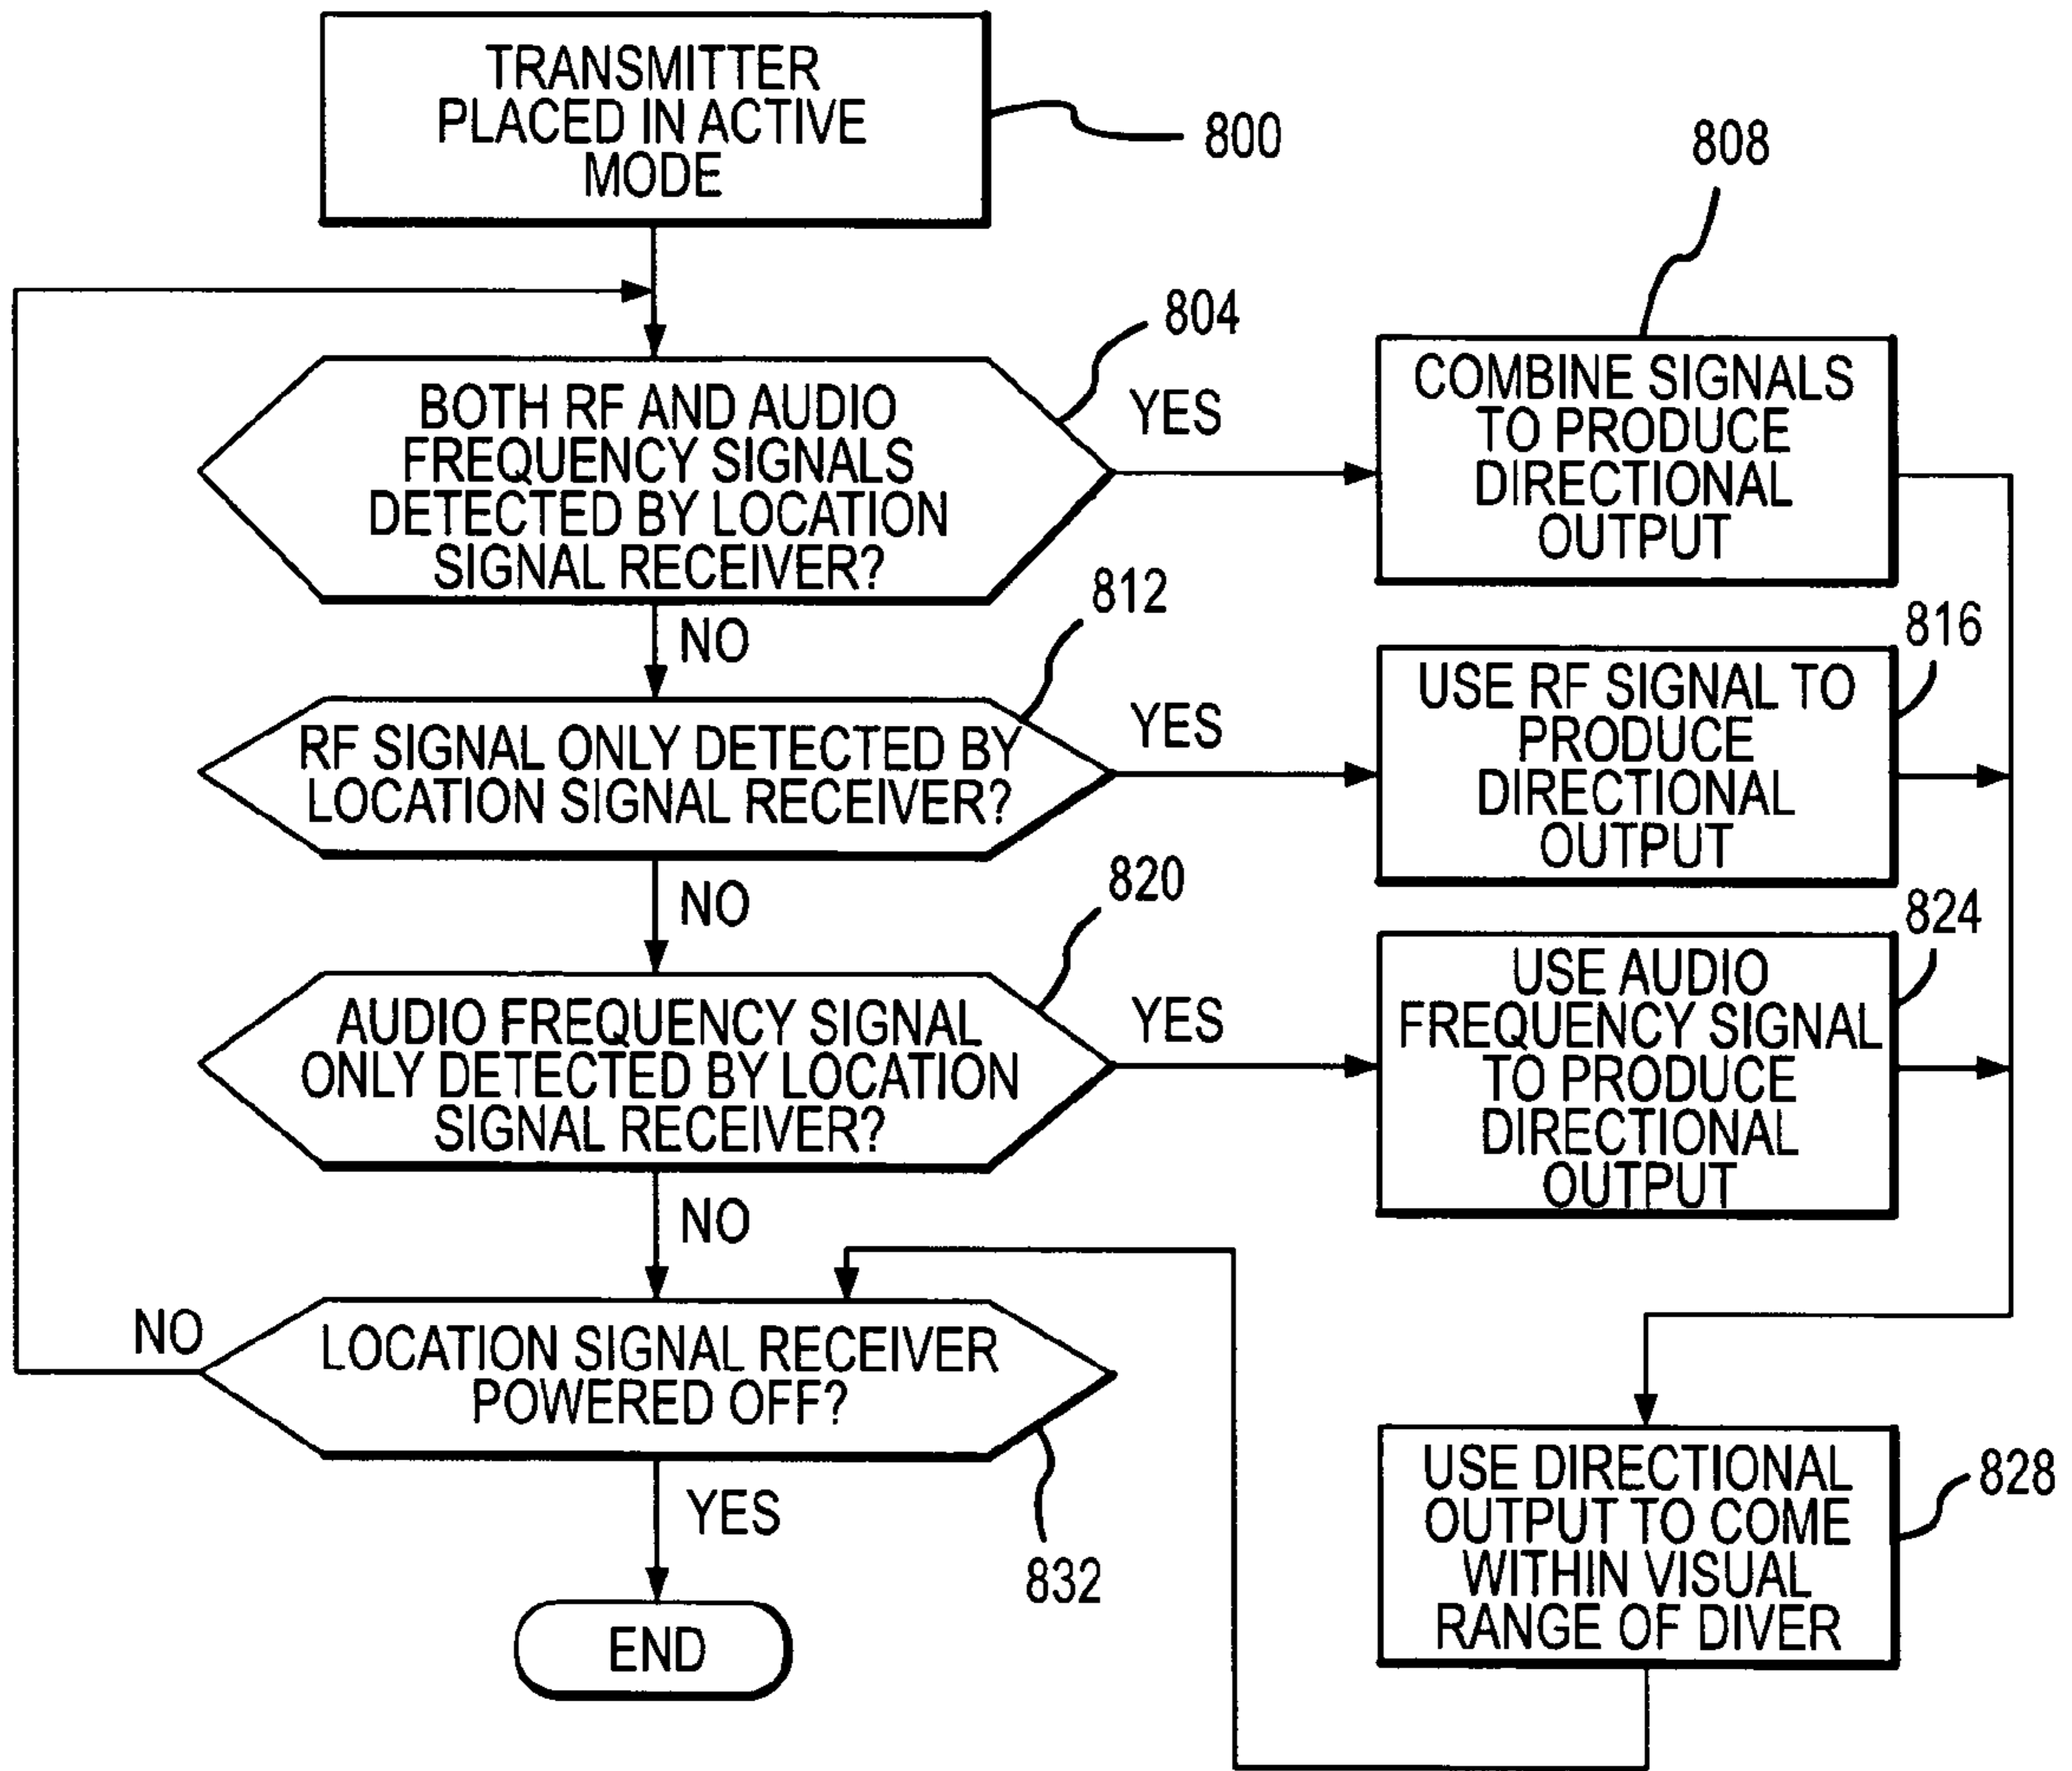 TRANSMITTER
PLACED IN ACTIVE
MODE
800
808
804
BOTH RF AND AUDIO
FREQUENCY SIGNALS
DETECTED BY LOCATION
SIGNAL RECEIVER?
YES
COMBINE SIGNALS
TO PRODUCE
DIRECTIONAL
OUTPUT
NO
812
816
RF SIGNAL ONLY DETECTED BY
LOCATION SIGNAL RECEIVER?
YES
USE RF SIGNAL TO
PRODUCE
DIRECTIONAL
OUTPUT
NO
820
824
AUDIO FREQUENCY SIGNAL
ONLY DETECTED BY LOCATION
SIGNAL RECEIVER?
YES
USE AUDIO
FREQUENCY SIGNAL
TO PRODUCE
DIRECTIONAL
OUTPUT
NO
NO
LOCATION SIGNAL RECEIVER
POWERED OFF?
832
YES
USE DIRECTIONAL
OUTPUT TO COME
WITHIN VISUAL
RANGE OF DIVER
828
END